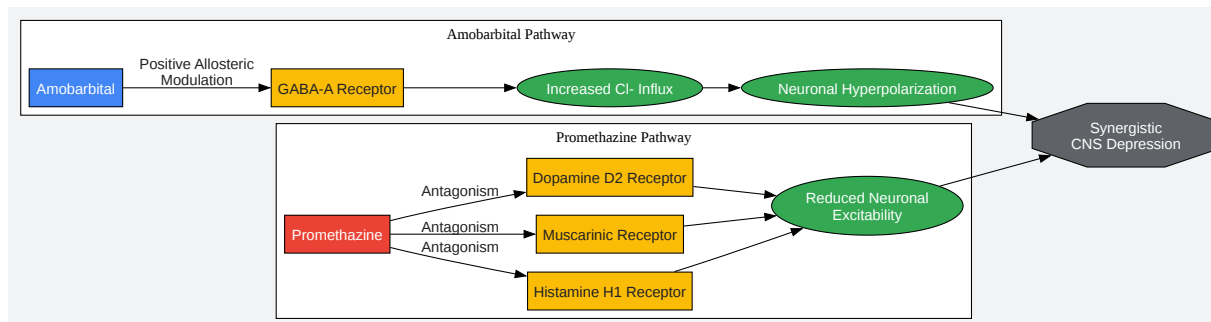 Amobarbital Pathway
Amobarbital
Positive Allosteric
Modulation
GABA-A Receptor
Increased Cl- Influx
Neuronal Hyperpolarization
Synergistic
CNS Depression
Promethazine Pathway
Promethazine
Antagonism
Antagonism
Antagonism
Dopamine D2 Receptor
Muscarinic Receptor
Histamine H1 Receptor
Reduced Neuronal
Excitability